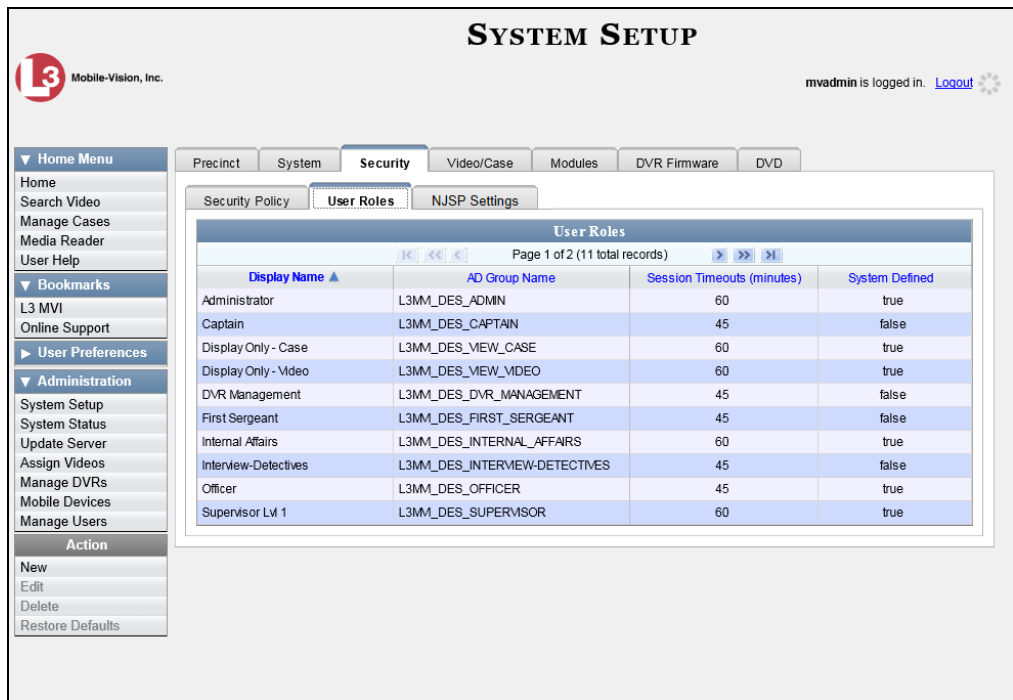 SYSTEM SETUP
L3 Mobile-Vision, Inc.
mvadmin is logged in. Logout
Home Menu
Home
Search Video
Manage Cases
Media Reader
User Help
Bookmarks
L3 MVI
Online Support
User Preferences
Administration
System Setup
System Status
Update Server
Assign Videos
Manage DVRs
Mobile Devices
Manage Users
Action
New
Edit
Delete
Restore Defaults
Precinct System Security Video/Case Modules DVR Firmware DVD
Security Policy User Roles NJSP Settings
User Roles
Page 1 of 2 (11 total records)
Display Name AD Group Name Session Timeouts (minutes) System Defined
Administrator L3MM_DES_ADMIN 60 true
Captain L3MM_DES_CAPTAIN 45 false
Display Only - Case L3MM_DES_VIEW_CASE 60 true
Display Only - Video L3MM_DES_VIEW_VIDEO 60 true
DVR Management L3MM_DES_DVR_MANAGEMENT 45 false
First Sergeant L3MM_DES_FIRST_SERGEANT 45 false
Internal Affairs L3MM_DES_INTERNAL_AFFAIRS 60 true
Interview-Detectives L3MM_DES_INTERVIEW-DETECTIVES 45 false
Officer L3MM_DES_OFFICER 45 true
Supervisor Lvl 1 L3MM_DES_SUPERVISOR 60 true